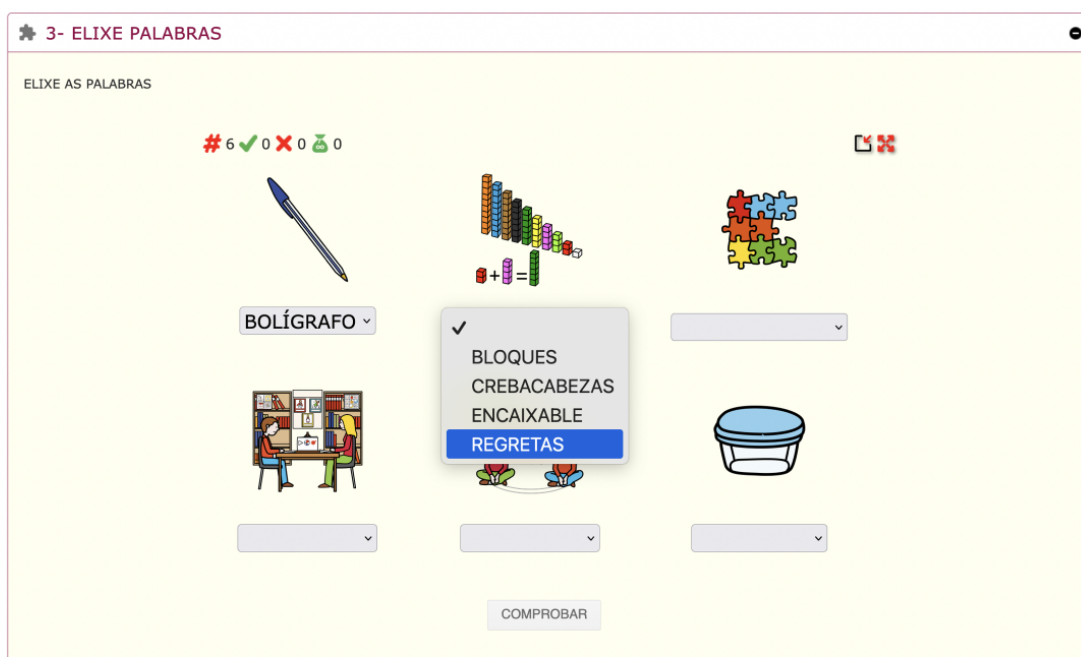 3- ELIXE PALABRAS
ELIXE AS PALABRAS
# 6 ✔ 0 ✖ 0 0
+ =
BOLÍGRAFO
✓
BLOQUES
CREBACABEZAS
ENCAIXABLE
REGRETAS
COMPROBAR